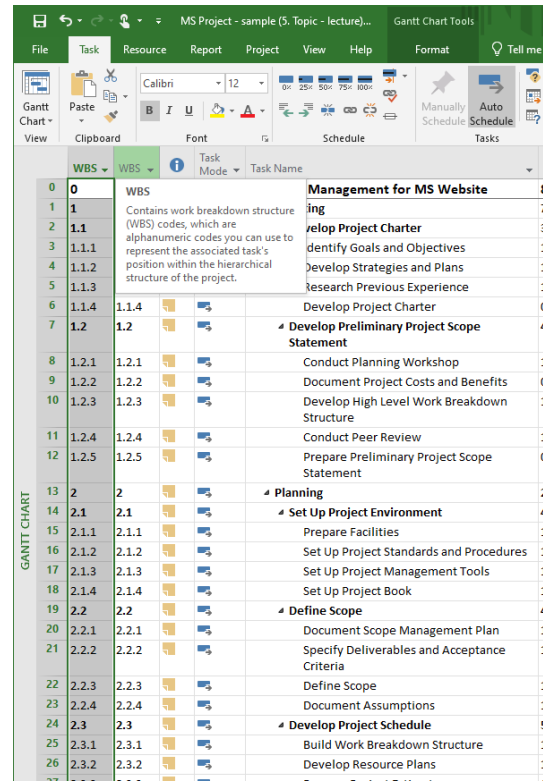 MS Project - sample (5. Topic - lecture)... Gantt Chart Tools
File Task Resource Report Project View Help Format Tell me
Gantt Chart
Paste
Calibri 12
B I U A
0% 25% 50% 75% 100%
Manually Schedule
Auto Schedule
View Clipboard Font Schedule Tasks
WBS WBS Task Mode Task Name
0 0 Management for MS Website 8
WBS
Contains work breakdown structure
(WBS) codes, which are
alphanumeric codes you can use to
represent the associated task's
position within the hierarchical
structure of the project.
1 1 ing
2 1.1 velop Project Charter
3 1.1.1 dentify Goals and Objectives
4 1.1.2 Develop Strategies and Plans
5 1.1.3 Research Previous Experience
6 1.1.4 1.1.4 Develop Project Charter
7 1.2 1.2 Develop Preliminary Project Scope
Statement
8 1.2.1 1.2.1 Conduct Planning Workshop
9 1.2.2 1.2.2 Document Project Costs and Benefits
10 1.2.3 1.2.3 Develop High Level Work Breakdown
Structure
11 1.2.4 1.2.4 Conduct Peer Review
12 1.2.5 1.2.5 Prepare Preliminary Project Scope
Statement
13 2 2 Planning
14 2.1 2.1 Set Up Project Environment
15 2.1.1 2.1.1 Prepare Facilities
16 2.1.2 2.1.2 Set Up Project Standards and Procedures
17 2.1.3 2.1.3 Set Up Project Management Tools
18 2.1.4 2.1.4 Set Up Project Book
19 2.2 2.2 Define Scope
20 2.2.1 2.2.1 Document Scope Management Plan
21 2.2.2 2.2.2 Specify Deliverables and Acceptance
Criteria
22 2.2.3 2.2.3 Define Scope
23 2.2.4 2.2.4 Document Assumptions
24 2.3 2.3 Develop Project Schedule
25 2.3.1 2.3.1 Build Work Breakdown Structure
26 2.3.2 2.3.2 Develop Resource Plans
GANTT CHART